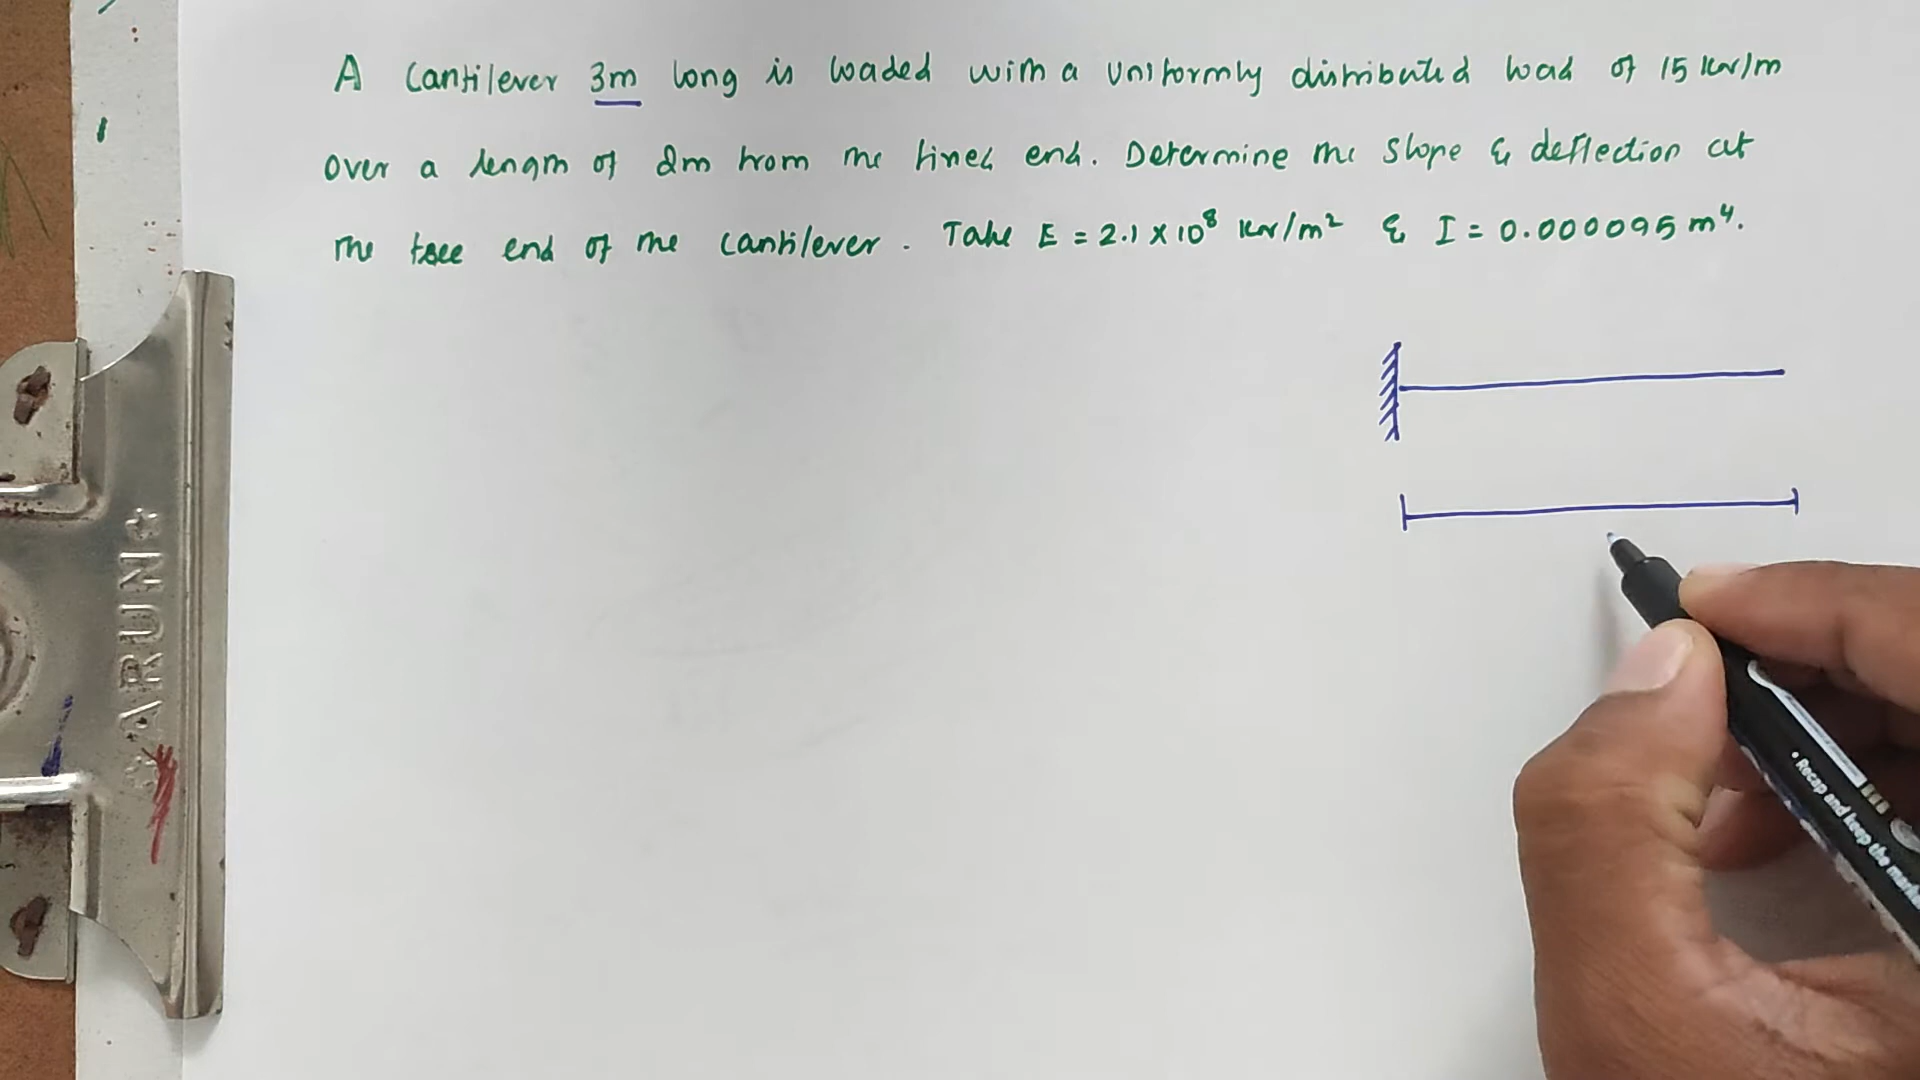 A cantilever 3m long is loaded with a uniformly distributed load of 15 kN/m
over a length of 2m from the fixed end. Determine the slope & deflection at
the free end of the cantilever. Take E = 2.1 × 10⁸ kN/m² & I = 0.000095 m⁴.
ARUN
• Recap and keep the